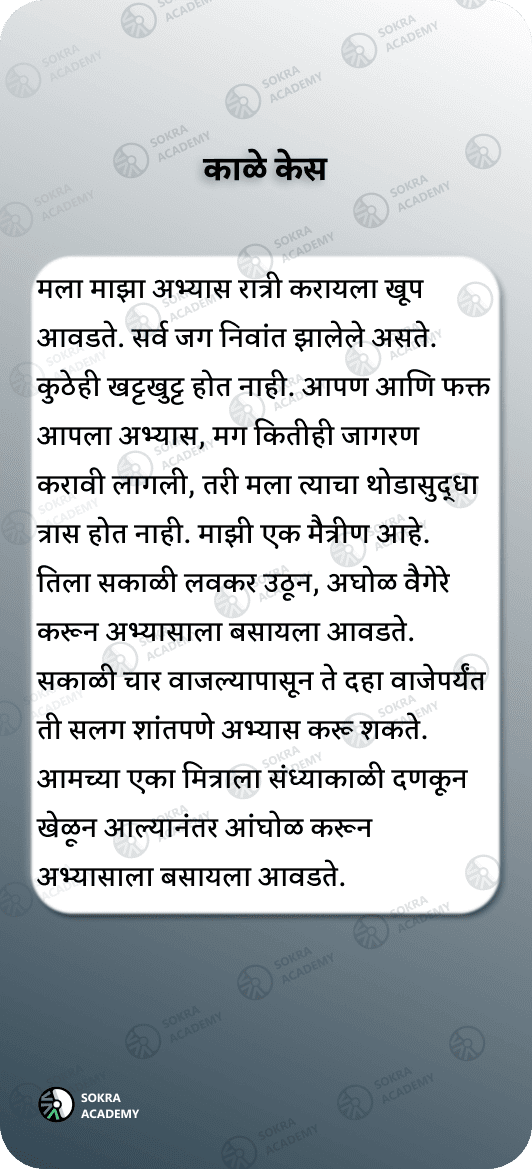 काळे केस
मला माझा अभ्यास रात्री करायला खूप
आवडते. सर्व जग निवांत झालेले असते.
कुठेही खट्टखुट्ट होत नाही. आपण आणि फक्त
आपला अभ्यास, मग कितीही जागरण
करावी लागली, तरी मला त्याचा थोडासुद्धा
त्रास होत नाही. माझी एक मैत्रीण आहे.
तिला सकाळी लवकर उठून, अघोळ वैगेरे
करून अभ्यासाला बसायला आवडते.
सकाळी चार वाजल्यापासून ते दहा वाजेपर्यंत
ती सलग शांतपणे अभ्यास करू शकते.
आमच्या एका मित्राला संध्याकाळी दणकून
खेळून आल्यानंतर आंघोळ करून
अभ्यासाला बसायला आवडते.
SOKRA
ACADEMY